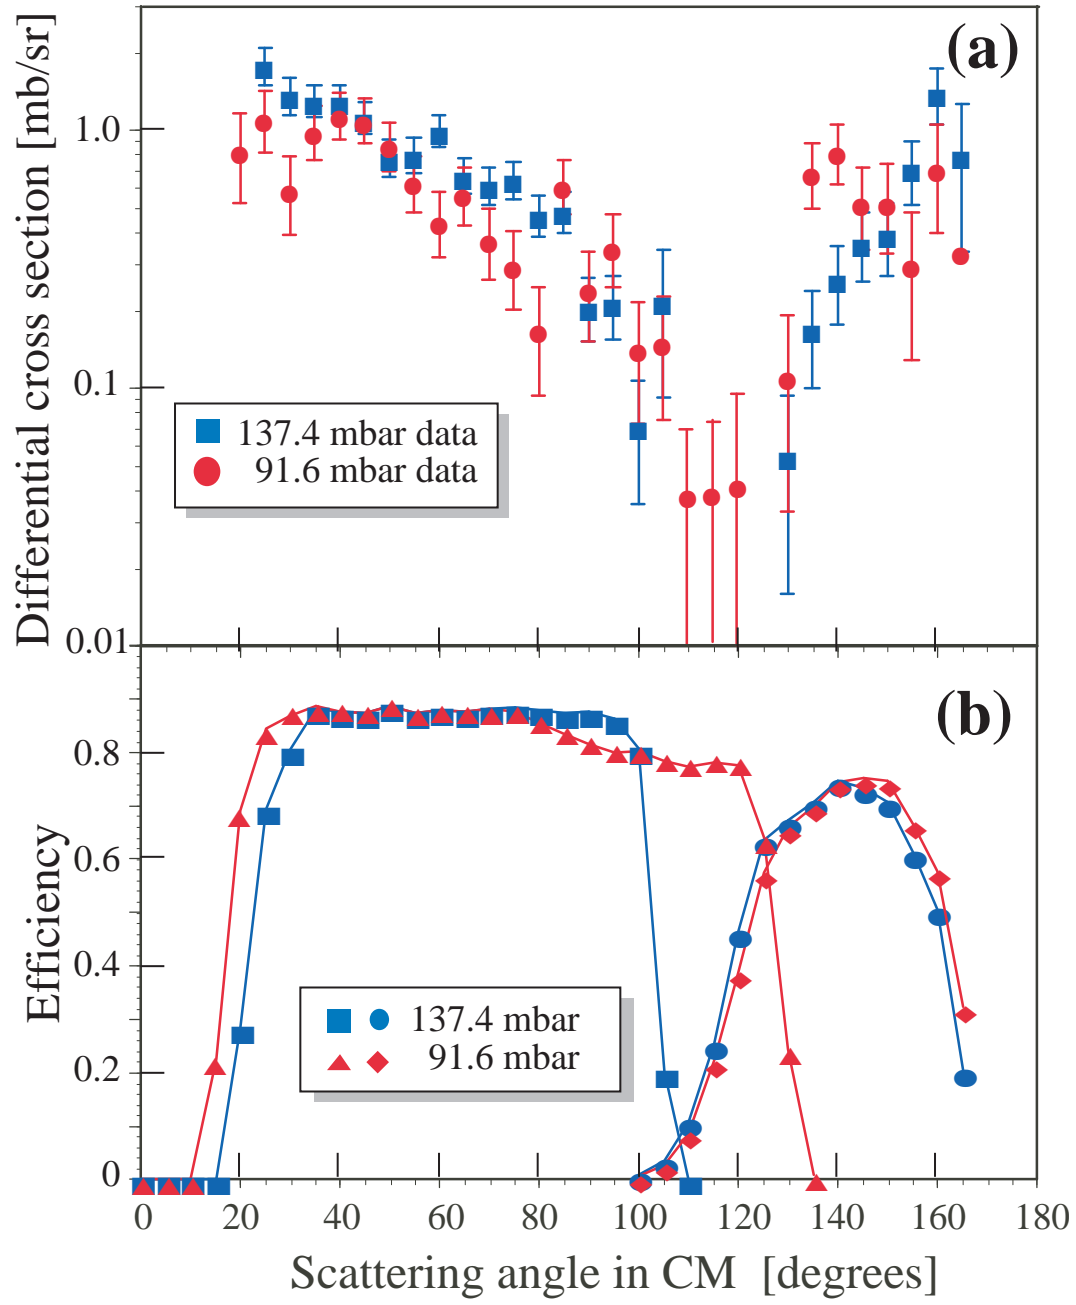 (a)
Differential cross section [mb/sr]
1.0
0.1
0.01
137.4 mbar data
91.6 mbar data
(b)
Efficiency
0.8
0.6
0.4
0.2
0
137.4 mbar
91.6 mbar
0 20 40 60 80 100 120 140 160 180
Scattering angle in CM [degrees]